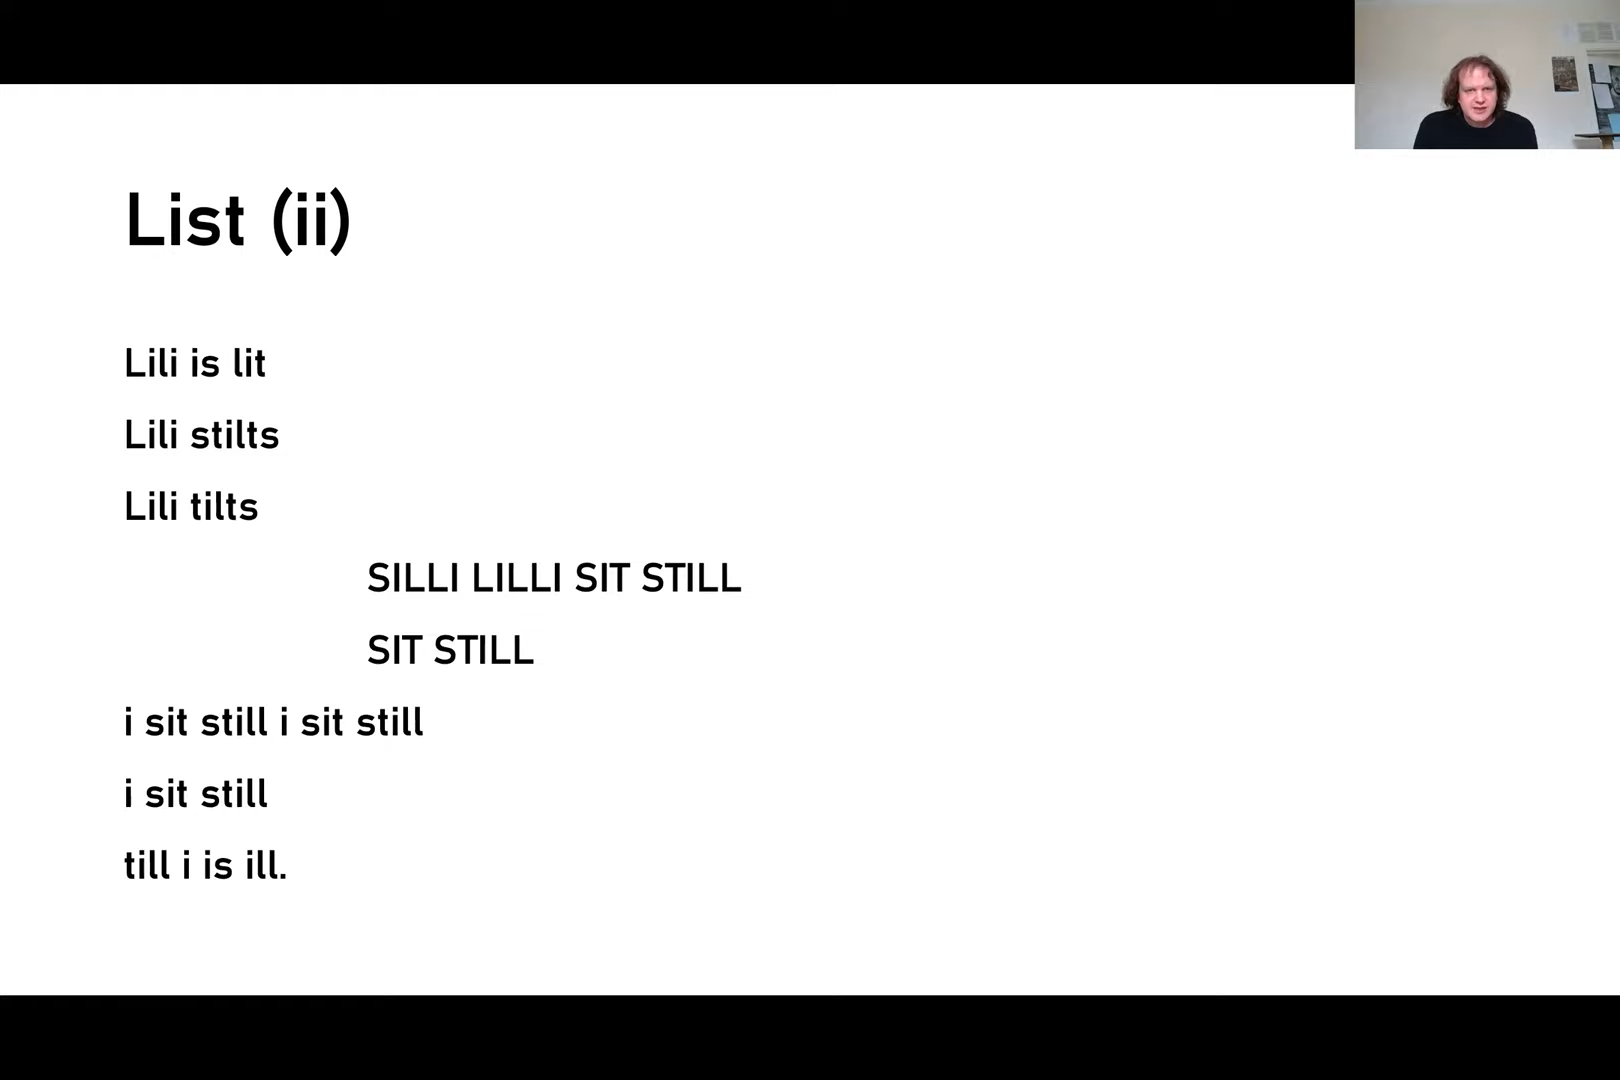 List (ii)
Lili is lit
Lili stilts
Lili tilts
SILLI LILLI SIT STILL
SIT STILL
i sit still i sit still
i sit still
till i is ill.